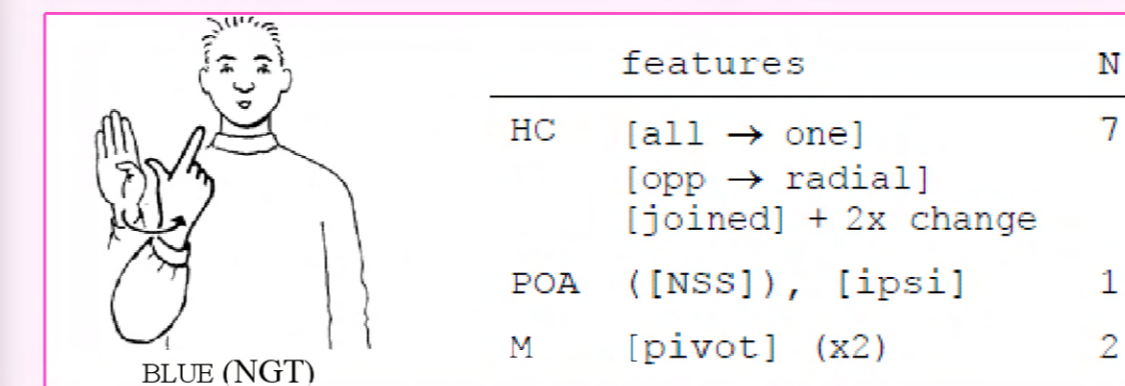 features N
HC [all → one] 7
[opp → radial]
[joined] + 2x change
POA ([NSS]), [ipsi] 1
M [pivot] (x2) 2
BLUE (NGT)